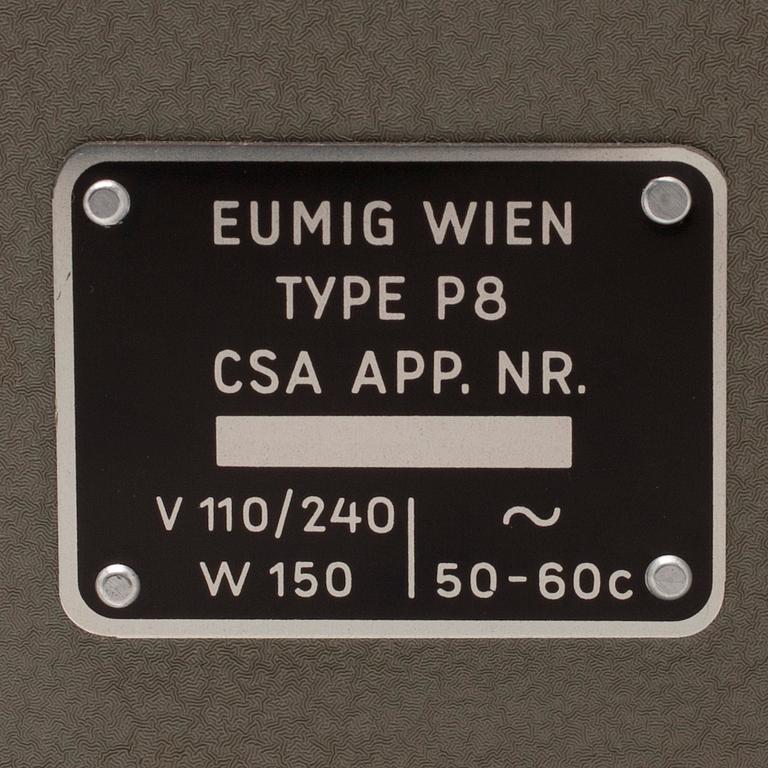 EUMIG WIEN
TYPE P8
CSA APP. NR.
V 110/240 ~
W 150 50-60c